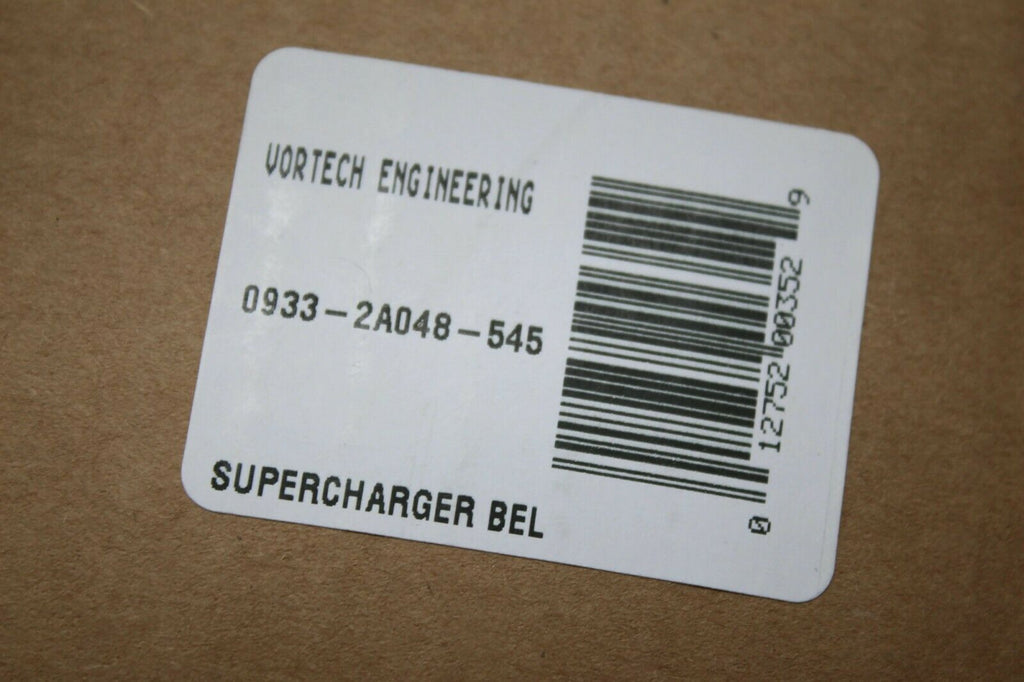 VORTECH ENGINEERING
0933-2A048-545
SUPERCHARGER BEL
0 12752 00352 9